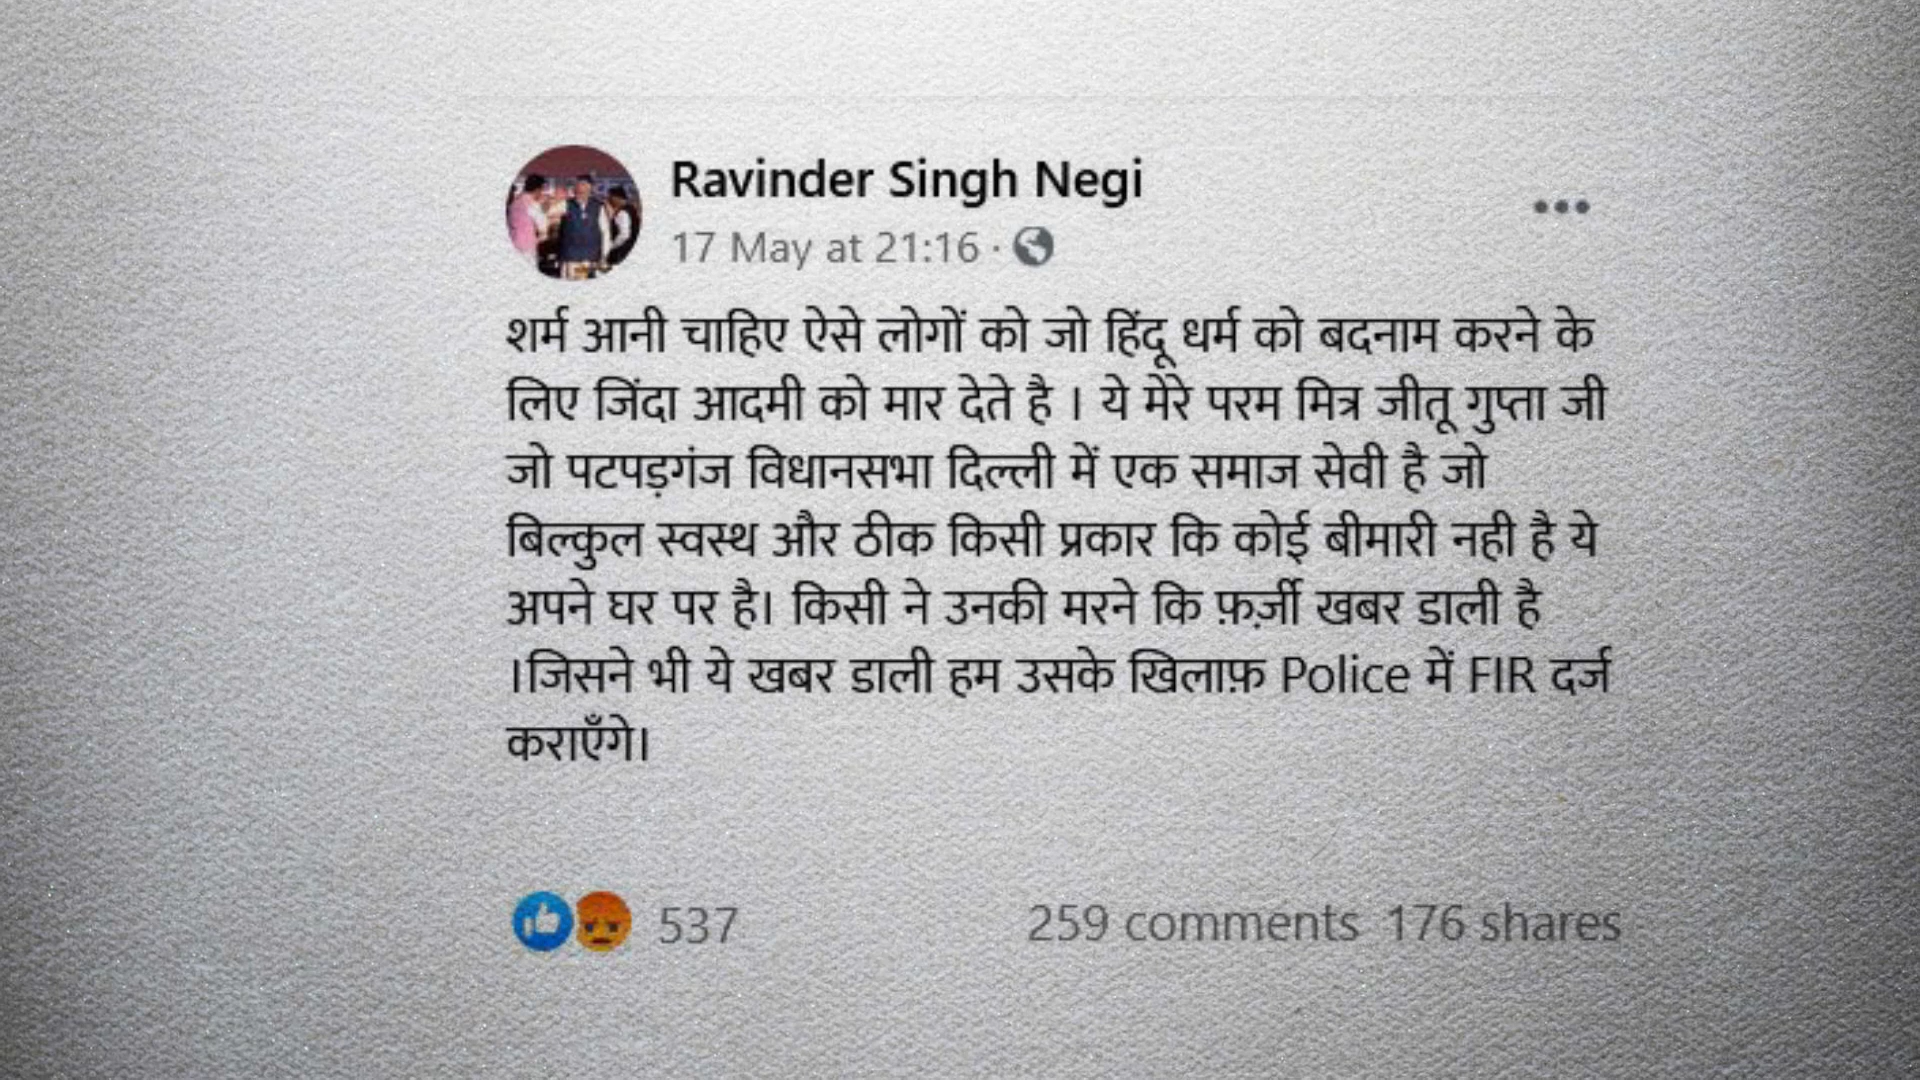 Ravinder Singh Negi
17 May at 21:16 ·
शर्म आनी चाहिए ऐसे लोगों को जो हिंदू धर्म को बदनाम करने के
लिए जिंदा आदमी को मार देते है । ये मेरे परम मित्र जीतू गुप्ता जी
जो पटपड़गंज विधानसभा दिल्ली में एक समाज सेवी है जो
बिल्कुल स्वस्थ और ठीक किसी प्रकार कि कोई बीमारी नही है ये
अपने घर पर है। किसी ने उनकी मरने कि फ़र्ज़ी खबर डाली है
।जिसने भी ये खबर डाली हम उसके खिलाफ़ Police में FIR दर्ज
कराएँगे।
537 259 comments 176 shares